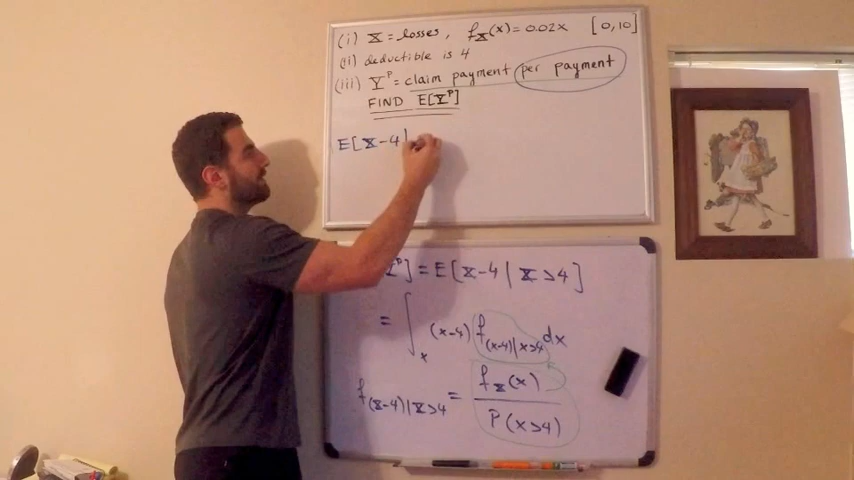 (i) X = losses, f_X(x) = 0.02x [0,10]
(ii) deductible is 4
(iii) Y^P = claim payment per payment
FIND E[Y^P]
E[X-4|
^P] = E[X-4 | X>4]
= ∫_x (x-4) f_(x-4)|x>4 dx
f_(X-4)|X>4 = f_X(x) / P(x>4)